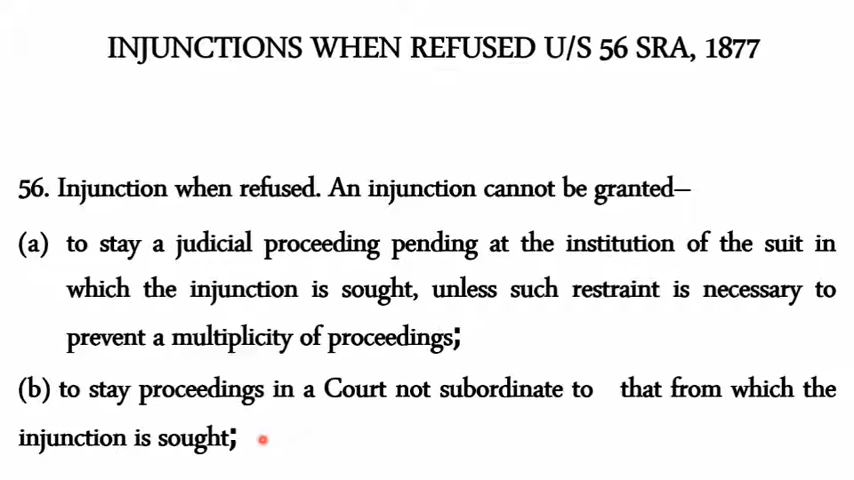 INJUNCTIONS WHEN REFUSED U/S 56 SRA, 1877
56. Injunction when refused. An injunction cannot be granted–
(a) to stay a judicial proceeding pending at the institution of the suit in
which the injunction is sought, unless such restraint is necessary to
prevent a multiplicity of proceedings;
(b) to stay proceedings in a Court not subordinate to that from which the
injunction is sought;